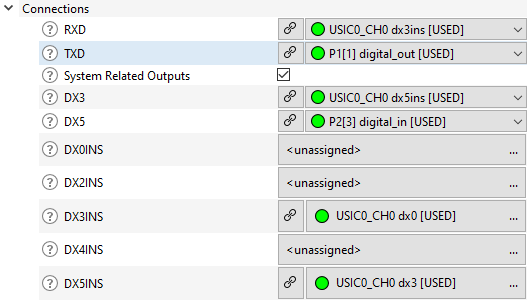 Connections
RXD USIC0_CH0 dx3ins [USED]
TXD P1[1] digital_out [USED]
System Related Outputs
DX3 USIC0_CH0 dx5ins [USED]
DX5 P2[3] digital_in [USED]
DX0INS <unassigned> ...
DX2INS <unassigned> ...
DX3INS USIC0_CH0 dx0 [USED] ...
DX4INS <unassigned> ...
DX5INS USIC0_CH0 dx3 [USED] ...